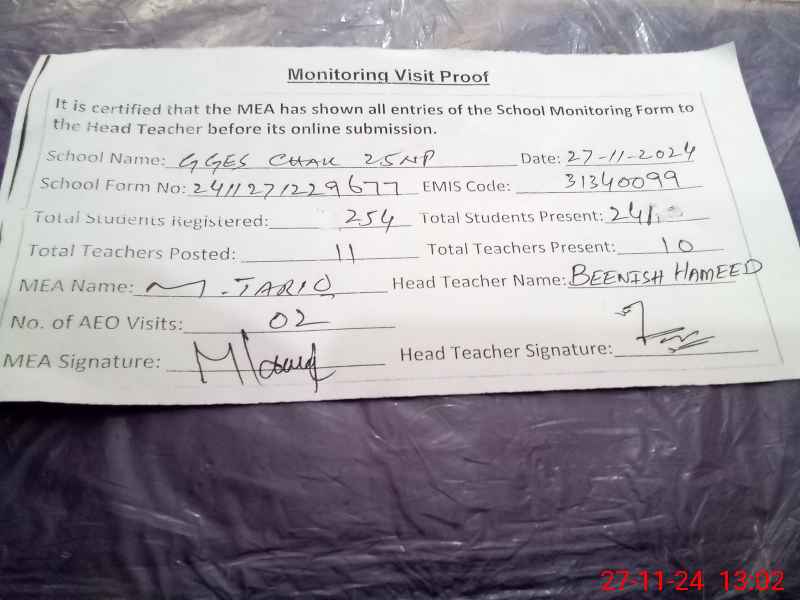 Monitoring Visit Proof
It is certified that the MEA has shown all entries of the School Monitoring Form to
the Head Teacher before its online submission.
School Name: GGES CHAK 25NP Date: 27-11-2024
School Form No: 2411271229677 EMIS Code: 31340099
Total Students Registered: 254 Total Students Present:
Total Teachers Posted: 11 Total Teachers Present: 10
MEA Name: M. TARIQ Head Teacher Name: BEENISH HAMEED
No. of AEO Visits: 02
MEA Signature: Head Teacher Signature:
27-11-24 13:02